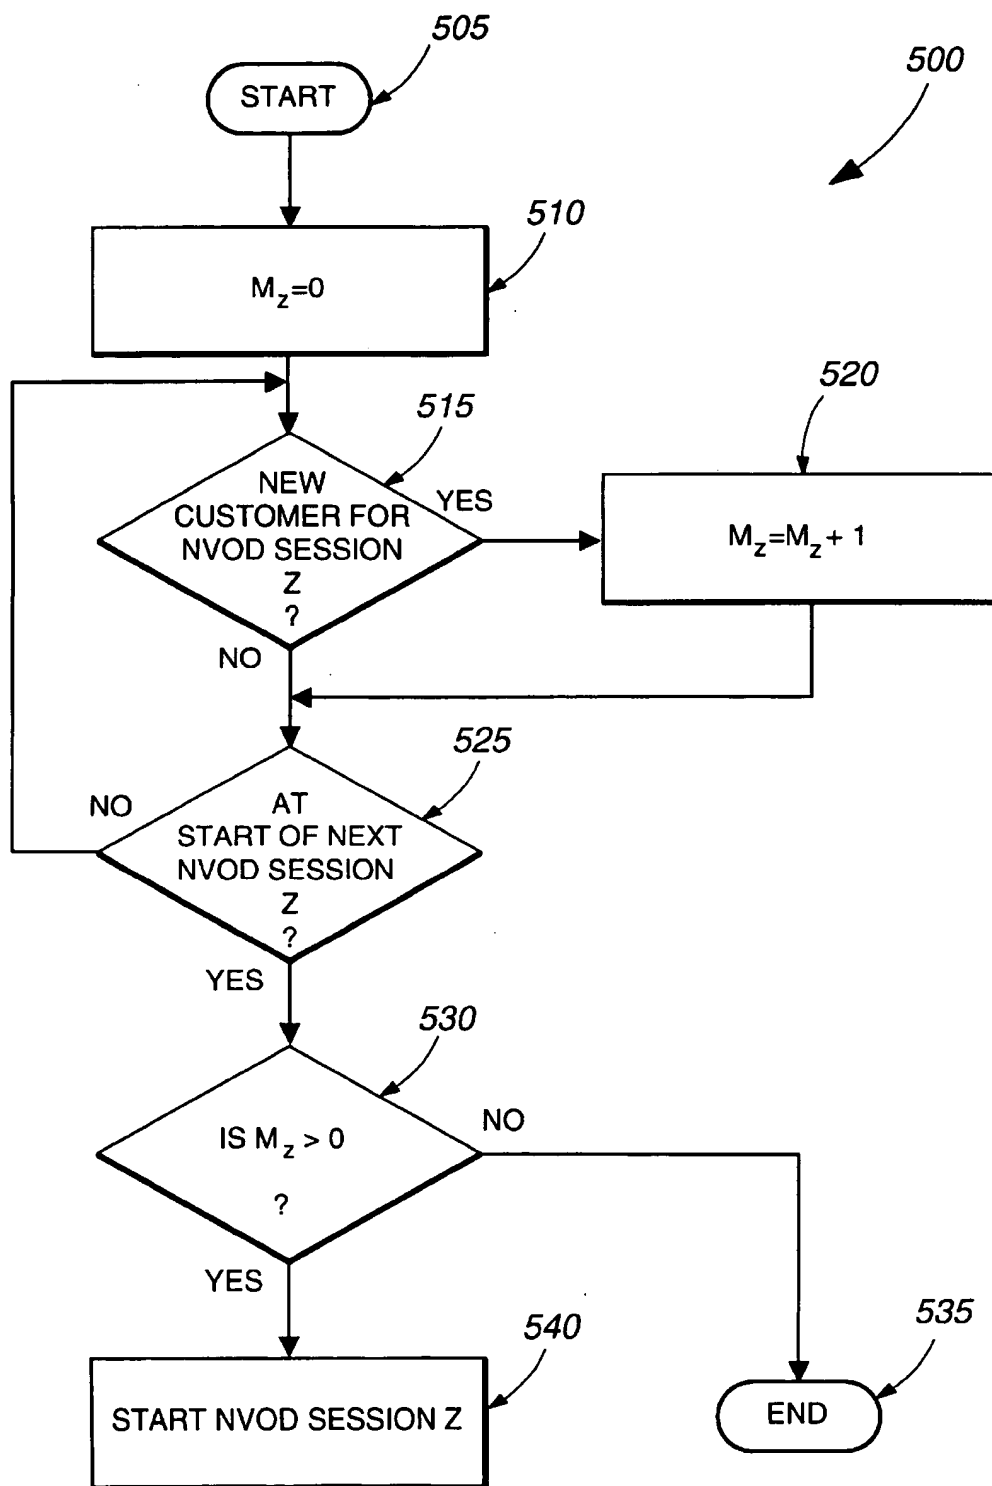 505
500
START
510
M_z=0
515
520
NEW
CUSTOMER FOR
NVOD SESSION
Z
?
YES
M_z=M_z + 1
NO
525
NO
AT
START OF NEXT
NVOD SESSION
Z
?
YES
530
IS M_z > 0
?
NO
YES
540
535
START NVOD SESSION Z
END